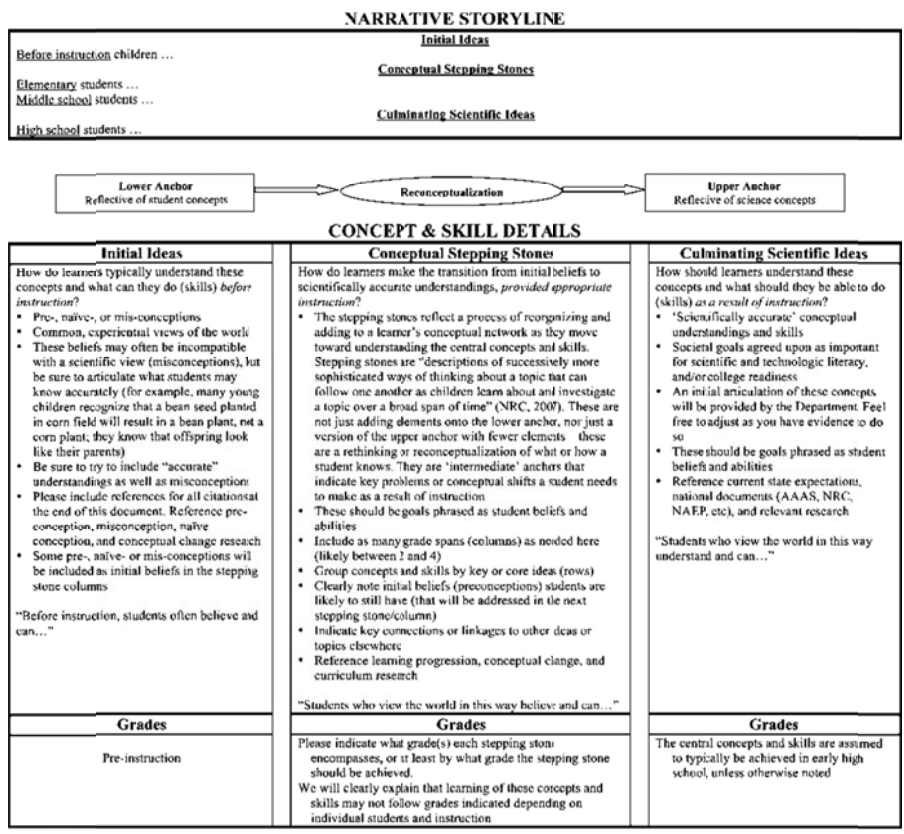 NARRATIVE STORYLINE
Initial Ideas
Before instruction children …
Conceptual Stepping Stones
Elementary students …
Middle school students …
Culminating Scientific Ideas
High school students …
Lower Anchor
Reflective of student concepts
Reconceptualization
Upper Anchor
Reflective of science concepts
CONCEPT & SKILL DETAILS
Initial Ideas
How do learners typically understand these
concepts and what can they do (skills) before
instruction?
• Pre-, naïve-, or mis-conceptions
• Common, experiential views of the world
• These beliefs may often be incompatible
with a scientific view (misconceptions), but
be sure to articulate what students may
know accurately (for example, many young
children recognize that a bean seed planted
in corn field will result in a bean plant, not a
corn plant; they know that offspring look
like their parents)
• Be sure to try to include “accurate”
understandings as well as misconceptions
• Please include references for all citations at
the end of this document. Reference pre-
conception, misconception, naïve
conception, and conceptual change research
• Some pre-, naïve- or mis-conceptions will
be included as initial beliefs in the stepping
stone columns
“Before instruction, students often believe and
can…”
Conceptual Stepping Stones
How do learners make the transition from initial beliefs to
scientifically accurate understandings, provided appropriate
instruction?
• The stepping stones reflect a process of reorganizing and
adding to a learner’s conceptual network as they move
toward understanding the central concepts and skills.
Stepping stones are “descriptions of successively more
sophisticated ways of thinking about a topic that can
follow one another as children learn about and investigate
a topic over a broad span of time” (NRC, 2007). These are
not just adding elements onto the lower anchor, nor just a
version of the upper anchor with fewer elements these
are a rethinking or reconceptualization of what or how a
student knows. They are ‘intermediate’ anchors that
indicate key problems or conceptual shifts a student needs
to make as a result of instruction
• These should be goals phrased as student beliefs and
abilities
• Include as many grade spans (columns) as needed here
(likely between 2 and 4)
• Group concepts and skills by key or core ideas (rows)
• Clearly note initial beliefs (preconceptions) students are
likely to still have (that will be addressed in the next
stepping stone/column)
• Indicate key connections or linkages to other ideas or
topics elsewhere
• Reference learning progression, conceptual change, and
curriculum research
“Students who view the world in this way believe and can…”
Culminating Scientific Ideas
How should learners understand these
concepts and what should they be able to do
(skills) as a result of instruction?
• ‘Scientifically accurate’ conceptual
understandings and skills
• Societal goals agreed upon as important
for scientific and technologic literacy,
and/or college readiness
• An initial articulation of these concepts
will be provided by the Department Feel
free to adjust as you have evidence to do
so
• These should be goals phrased as student
beliefs and abilities
• Reference current state expectations,
national documents (AAAS, NRC,
NAEP, etc), and relevant research
“Students who view the world in this way
understand and can…”
Grades
Pre-instruction
Grades
Please indicate what grade(s) each stepping stone
encompasses, or at least by what grade the stepping stone
should be achieved.
We will clearly explain that learning of these concepts and
skills may not follow grades indicated depending on
individual students and instruction
Grades
The central concepts and skills are assumed
to typically be achieved in early high
school, unless otherwise noted